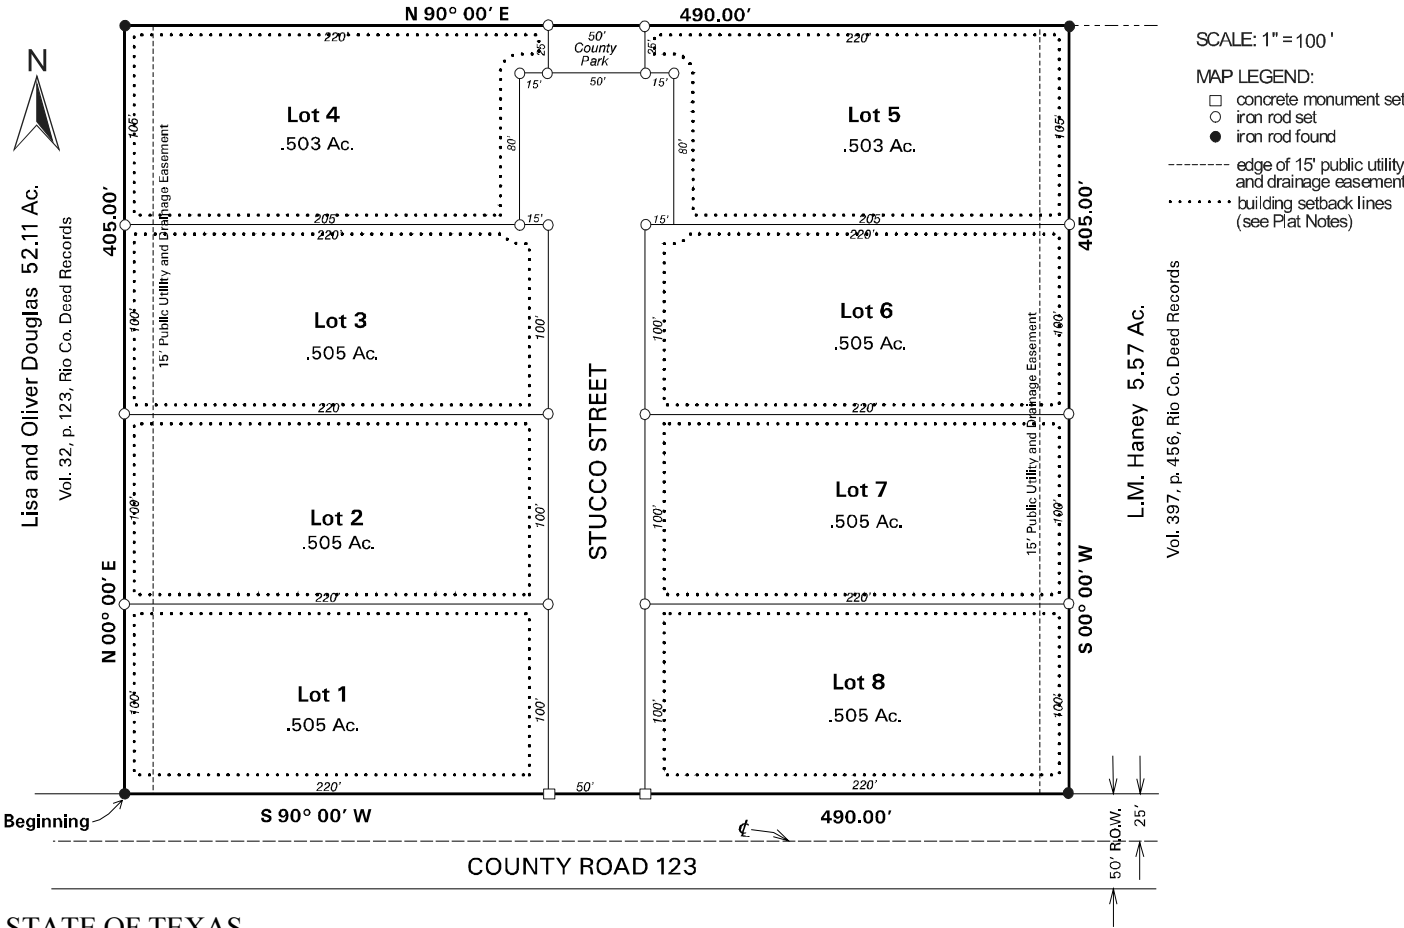 N 90° 00' E
490.00'
220'
25'
50'
County
Park
25'
220'
15'
50'
15'
SCALE: 1" = 100 '
MAP LEGEND:
concrete monument set
iron rod set
iron rod found
edge of 15' public utility
and drainage easement
building setback lines
(see Plat Notes)
N
Lot 4
.503 Ac.
105'
80'
205'
15'
Lot 5
.503 Ac.
105'
80'
15'
205'
405.00'
405.00'
Lisa and Oliver Douglas 52.11 Ac.
Vol. 32, p. 123, Rio Co. Deed Records
15' Public Utility and Drainage Easement
220'
Lot 3
.505 Ac.
100'
100'
220'
220'
Lot 6
.505 Ac.
100'
100'
220'
STUCCO STREET
15' Public Utility and Drainage Easement
L.M. Haney 5.57 Ac.
Vol. 397, p. 456, Rio Co. Deed Records
Lot 2
.505 Ac.
100'
100'
220'
Lot 7
.505 Ac.
100'
100'
220'
N 00° 00' E
S 00° 00' W
Lot 1
.505 Ac.
100'
100'
220'
50'
Lot 8
.505 Ac.
100'
100'
220'
Beginning
S 90° 00' W
490.00'
℄
COUNTY ROAD 123
50' R.O.W.
25'
STATE OF TEXAS